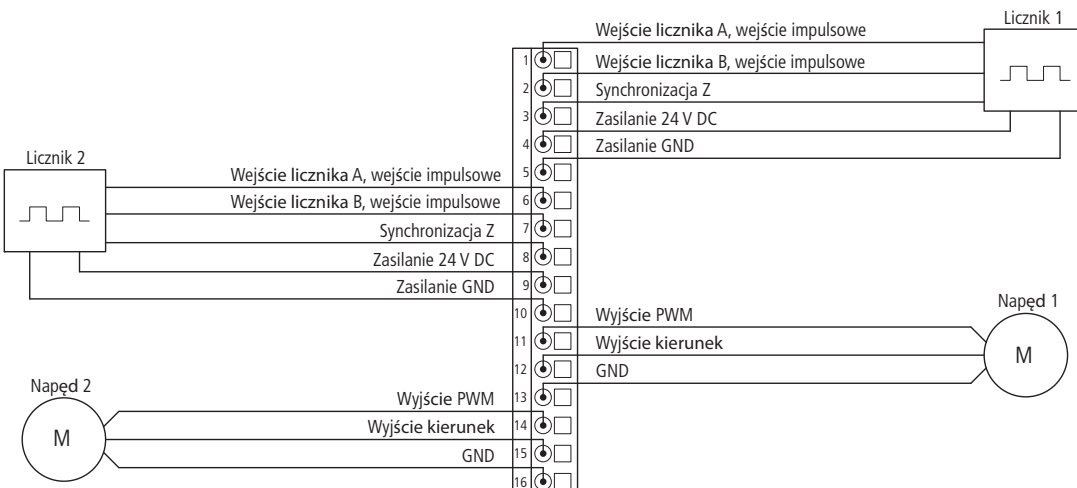 Licznik 1
Wejście licznika A, wejście impulsowe
Wejście licznika B, wejście impulsowe
Synchronizacja Z
Zasilanie 24 V DC
Zasilanie GND
Licznik 2
Wejście licznika A, wejście impulsowe
Wejście licznika B, wejście impulsowe
Synchronizacja Z
Zasilanie 24 V DC
Zasilanie GND
1
2
3
4
5
6
7
8
9
10
11
12
13
14
15
16
Napęd 1
Wyjście PWM
Wyjście kierunek
GND
M
Napęd 2
Wyjście PWM
Wyjście kierunek
GND
M